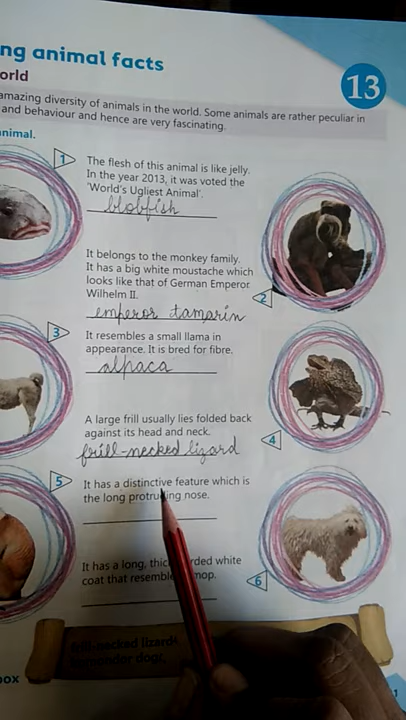 ng animal facts
orld
13
amazing diversity of animals in the world. Some animals are rather peculiar in
and behaviour and hence are very fascinating.
animal.
1
The flesh of this animal is like jelly.
In the year 2013, it was voted the
'World's Ugliest Animal'.
blobfish
It belongs to the monkey family.
It has a big white moustache which
looks like that of German Emperor
Wilhelm II.
2
emperor tamarin
3
It resembles a small llama in
appearance. It is bred for fibre.
alpaca
A large frill usually lies folded back
against its head and neck.
4
frill-necked lizard
5
It has a distinctive feature which is
the long protruding nose.
It has a long, thic rded white
coat that resembl mop.
6
frill-necked lizard
dog
box
1